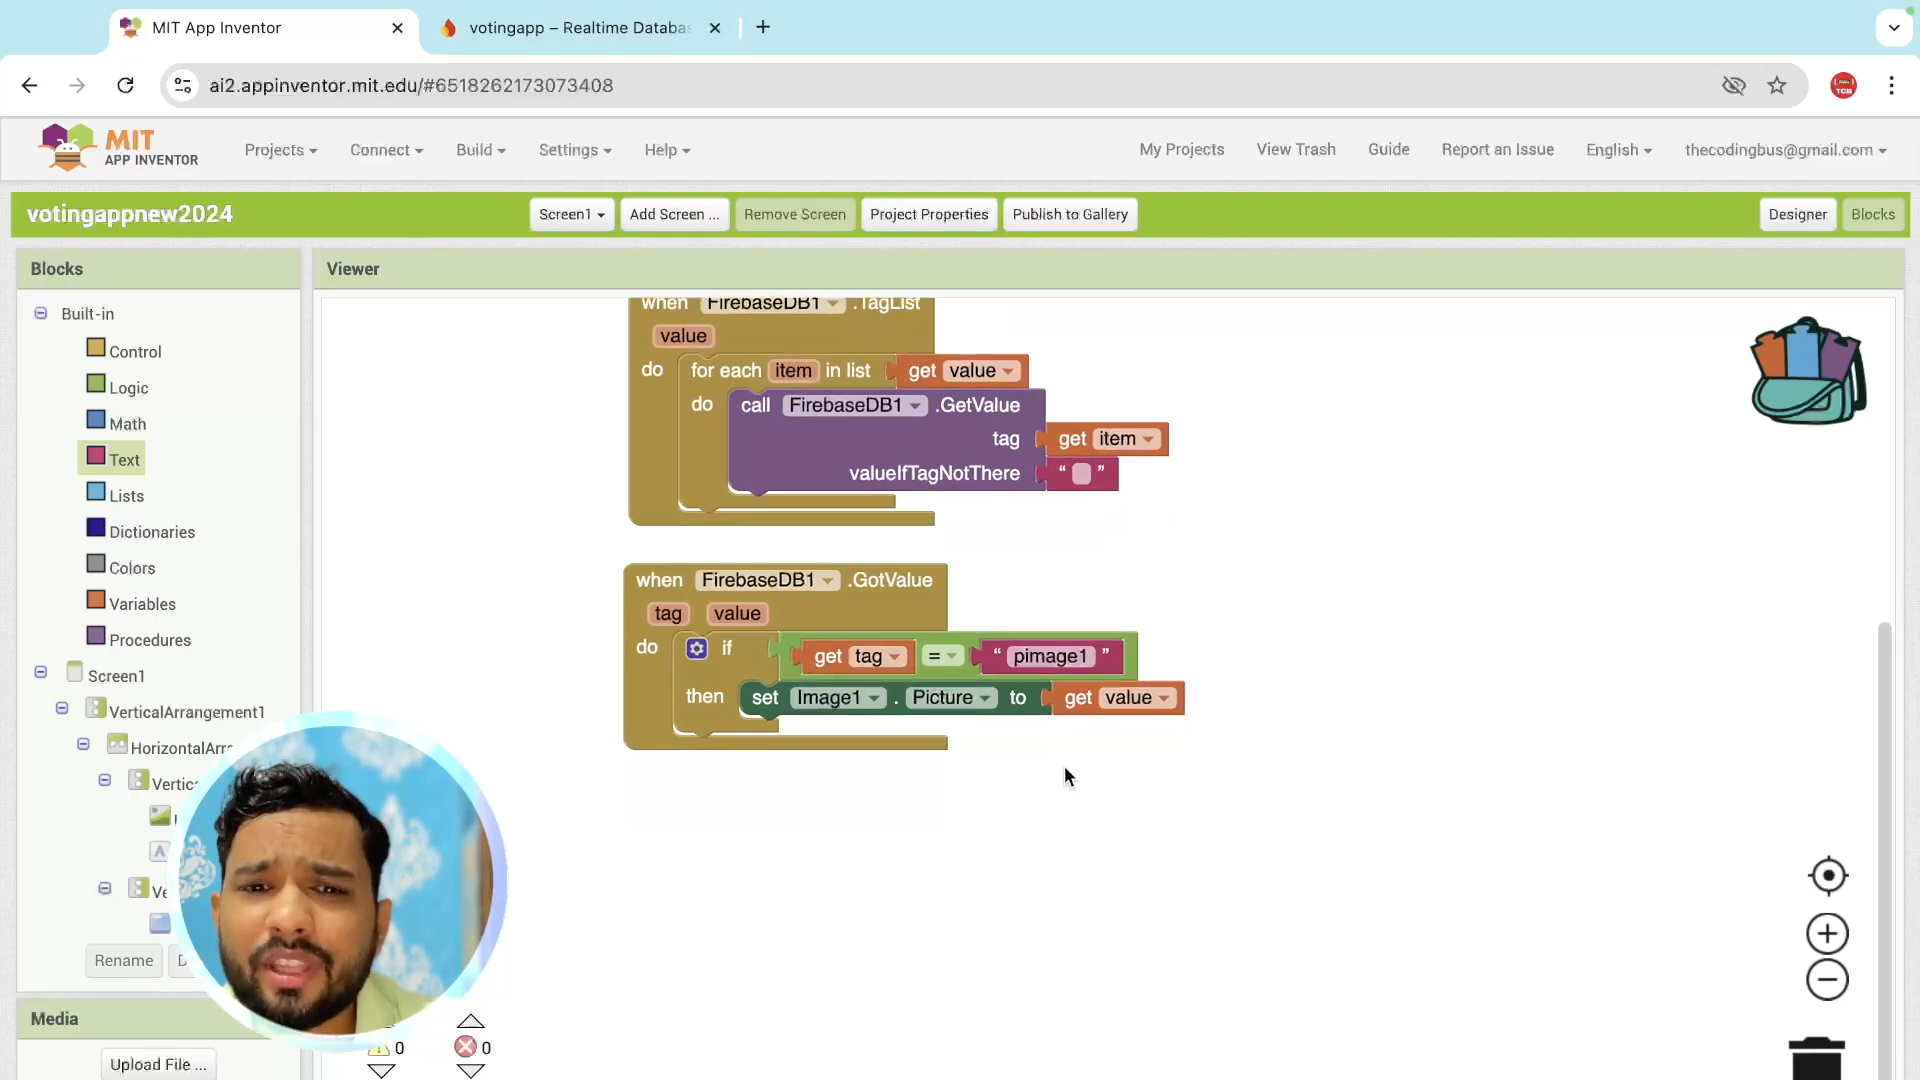 MIT App Inventor
votingapp – Realtime Databas
ai2.appinventor.mit.edu/#6518262173073408
MIT
APP INVENTOR
Projects
Connect
Build
Settings
Help
My Projects
View Trash
Guide
Report an Issue
English
thecodingbus@gmail.com
votingappnew2024
Screen1
Add Screen ...
Remove Screen
Project Properties
Publish to Gallery
Designer
Blocks
Blocks
Viewer
Built-in
Control
Logic
Math
Text
Lists
Dictionaries
Colors
Variables
Procedures
Screen1
VerticalArrangement1
HorizontalArr
Vertic
Ve
Rename
D
Media
Upload File ...
when FirebaseDB1 .TagList
value
do for each item in list get value
do call FirebaseDB1 .GetValue
tag get item
valueIfTagNotThere “ ”
when FirebaseDB1 .GotValue
tag value
do if get tag = “ pimage1 ”
then set Image1 . Picture to get value
0
0